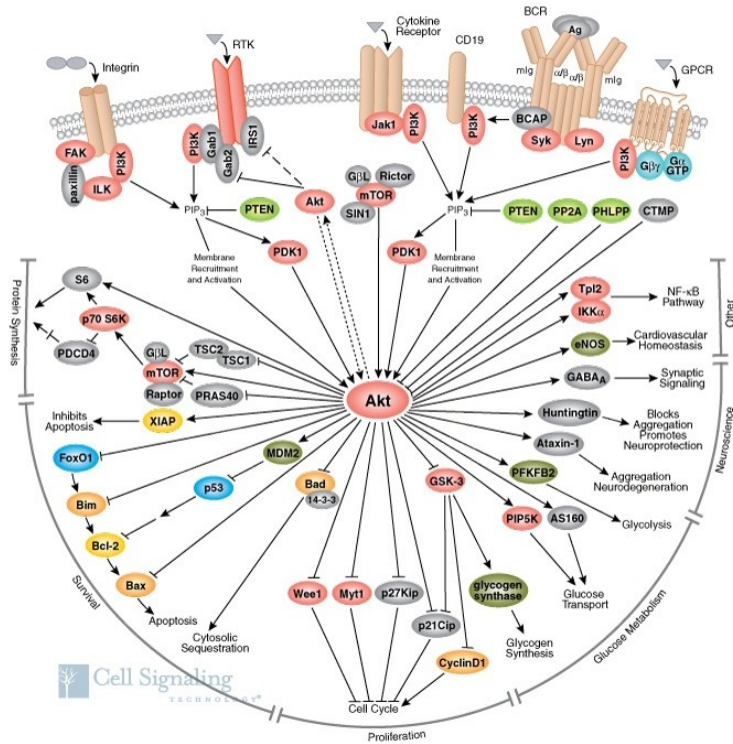 Integrin
RTK
Cytokine
Receptor
CD19
BCR
Ag
mIg
α/β
α/β
mIg
GPCR
FAK
paxillin
ILK
PI3K
PI3K
Gab1
Gab2
IRS1
Jak1
PI3K
PI3K
BCAP
Syk
Lyn
PI3K
Gβγ
Gα
GTP
PIP3
PTEN
Akt
GβL
Rictor
mTOR
SIN1
PIP3
PTEN
PP2A
PHLPP
CTMP
PDK1
PDK1
Membrane
Recruitment
and Activation
Membrane
Recruitment
and Activation
Protein Synthesis
S6
p70 S6K
PDCD4
GβL
mTOR
Raptor
TSC2
TSC1
PRAS40
Tpl2
IKKα
NF-κB
Pathway
eNOS
Cardiovascular
Homeostasis
Other
GABAA
Synaptic
Signaling
Akt
Inhibits
Apoptosis
XIAP
Huntingtin
Blocks
Aggregation
Promotes
Neuroprotection
Ataxin-1
Aggregation
Neurodegeneration
Neuroscience
FoxO1
MDM2
p53
Bad
14-3-3
GSK-3
PFKFB2
Glycolysis
Bim
Bcl-2
Bax
PIP5K
AS160
Glucose
Transport
Survival
Apoptosis
Cytosolic
Sequestration
Wee1
Myt1
p27Kip
p21Cip
glycogen
synthase
Glycogen
Synthesis
CyclinD1
Glucose Metabolism
Cell Cycle
Proliferation
Cell Signaling
TECHNOLOGY®